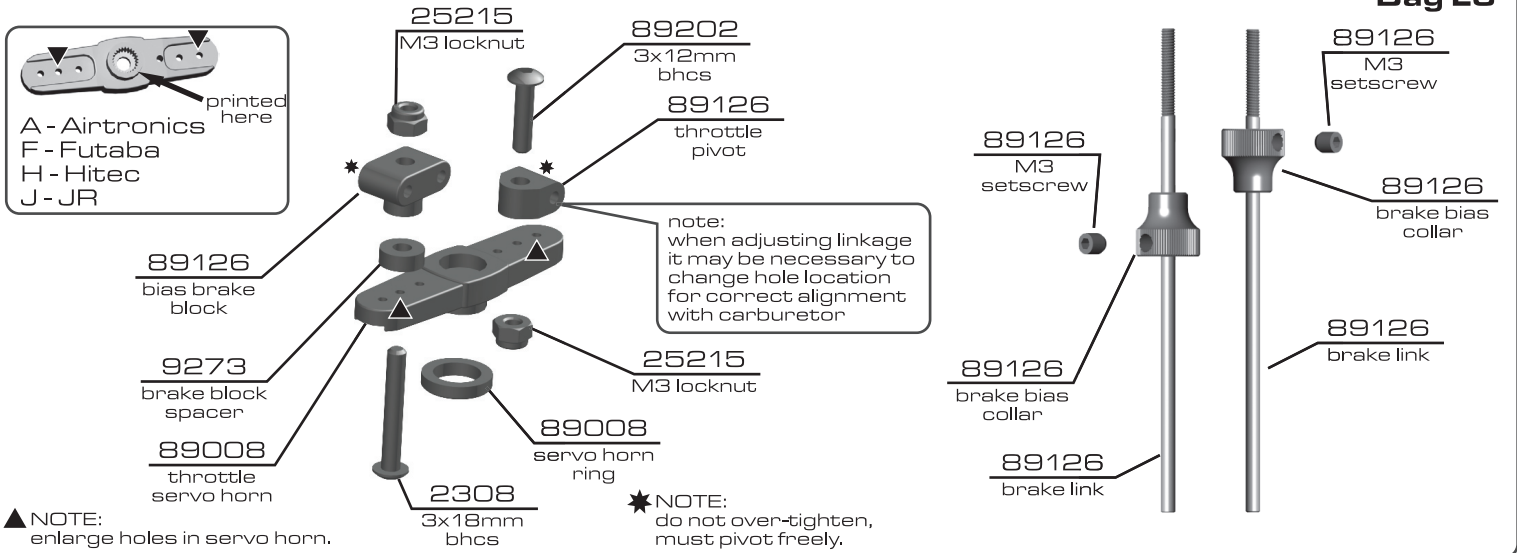 printed
here
A - Airtronics
F - Futaba
H - Hitec
J - JR
25215
M3 locknut
89202
3x12mm
bhcs
89126
throttle
pivot
note:
when adjusting linkage
it may be necessary to
change hole location
for correct alignment
with carburetor
89126
bias brake
block
9273
brake block
spacer
89008
throttle
servo horn
25215
M3 locknut
89008
servo horn
ring
2308
3x18mm
bhcs
NOTE:
enlarge holes in servo horn.
NOTE:
do not over-tighten,
must pivot freely.
89126
M3
setscrew
89126
M3
setscrew
89126
brake bias
collar
89126
brake link
89126
brake bias
collar
89126
brake link